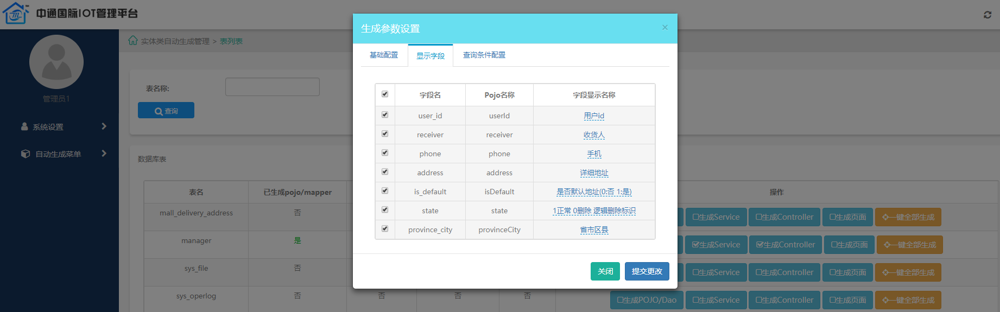 中通国脉IOT管理平台
管理员1
系统设置
自动生成菜单
实体类自动生成管理 > 表列表
表名称:
查询
数据库表
表名 已生成pojo/mapper 操作
mall_delivery_address 否 生成Service 生成Controller 生成页面 一键全部生成
manager 是 生成Service 生成Controller 生成页面 一键全部生成
sys_file 否 生成Service 生成Controller 生成页面 一键全部生成
sys_operlog 否 否 否 否 生成POJO/Dao 生成Service 生成Controller 生成页面 一键全部生成
生成参数设置 ×
基础配置 显示字段 查询条件配置
字段名 Pojo名称 字段显示名称
user_id userId 用户id
receiver receiver 收货人
phone phone 手机
address address 详细地址
is_default isDefault 是否默认地址(0:否 1:是)
state state 1正常 0删除 逻辑删除标识
province_city provinceCity 省市区县
关闭 提交更改